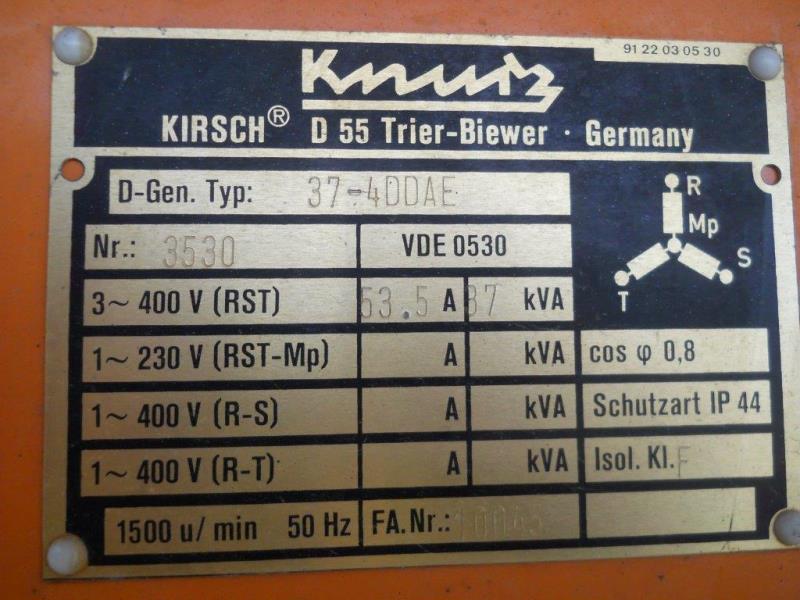 91 22 03 05 30
Knurz
KIRSCH® D 55 Trier-Biewer · Germany
D-Gen. Typ: 37-4DDAE
Nr.: 3530 VDE 0530
3~ 400 V (RST) 53.5 A 37 kVA
1~ 230 V (RST-Mp) A kVA cos φ 0,8
1~ 400 V (R-S) A kVA Schutzart IP 44
1~ 400 V (R-T) A kVA Isol. Kl. F
1500 u/min 50 Hz FA.Nr.:
R
Mp
S
T